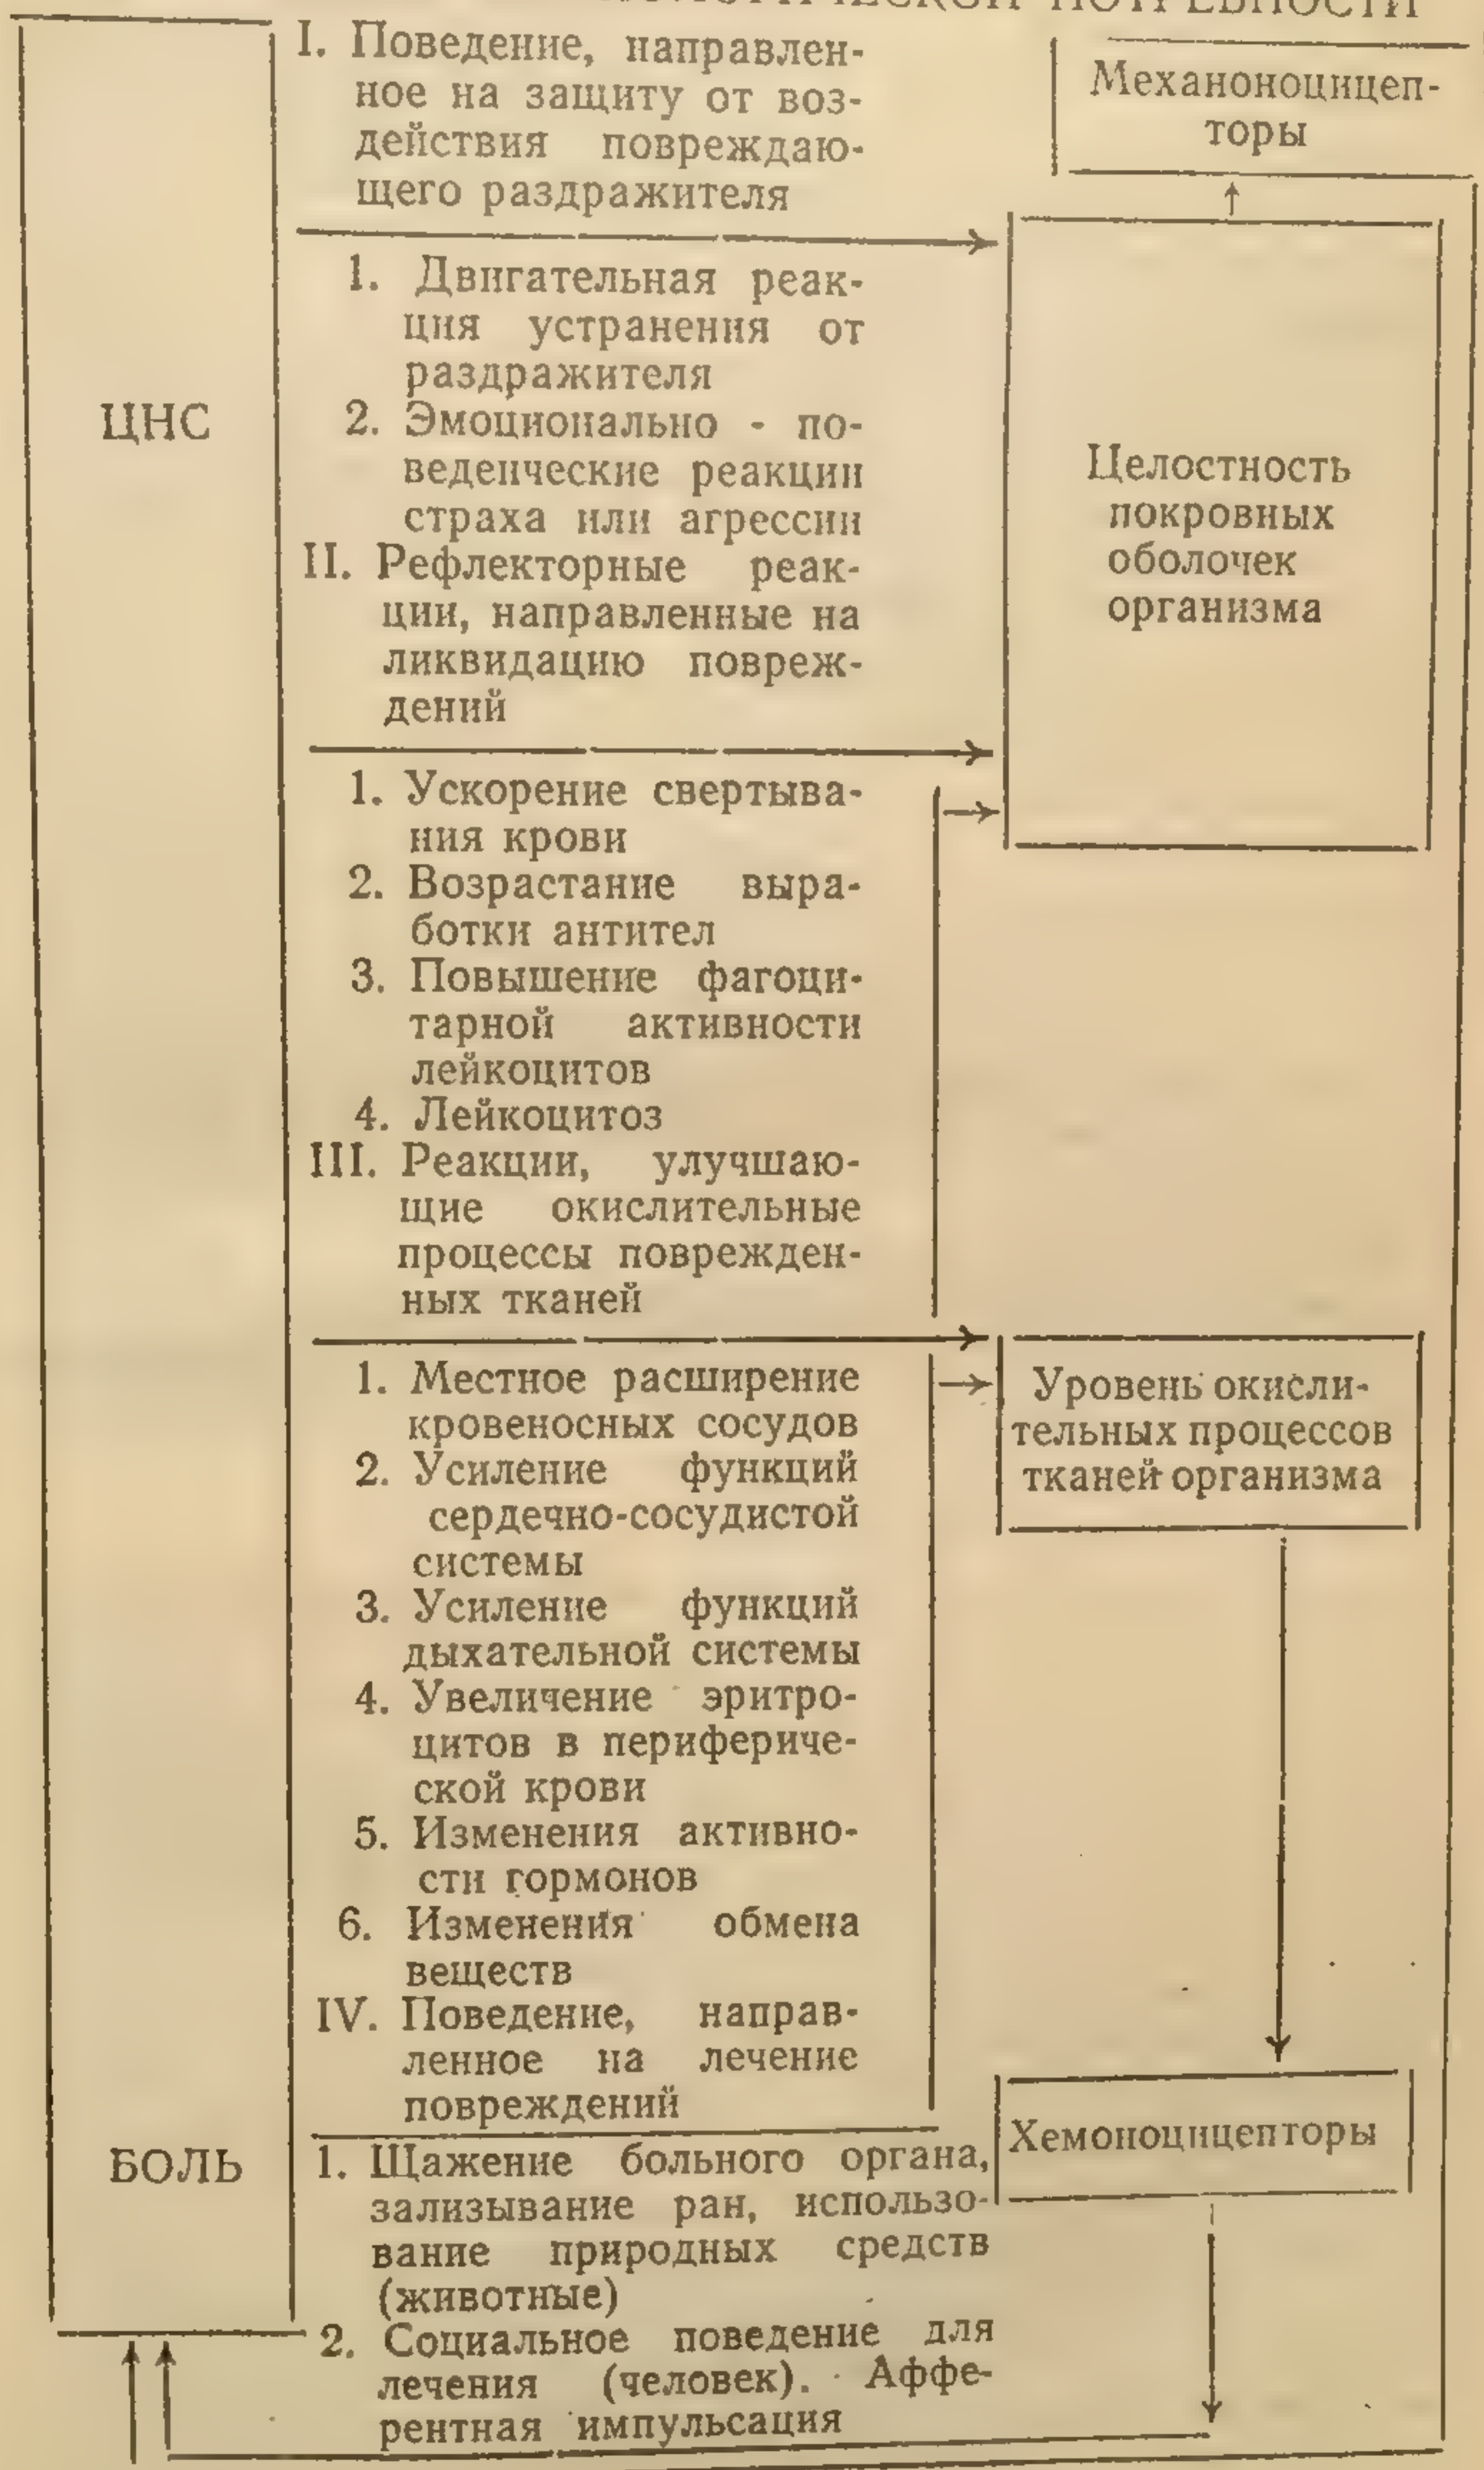 ПОТРЕБНОСТИ
I. Поведение, направлен-
ное на защиту от воз-
действия повреждаю-
щего раздражителя
1. Двигательная реак-
ция устранения от
раздражителя
2. Эмоционально - по-
веденческие реакции
страха или агрессии
II. Рефлекторные реак-
ции, направленные на
ликвидацию повреж-
дений
1. Ускорение свертыва-
ния крови
2. Возрастание выра-
ботки антител
3. Повышение фагоци-
тарной активности
лейкоцитов
4. Лейкоцитоз
III. Реакции, улучшаю-
щие окислительные
процессы поврежден-
ных тканей
1. Местное расширение
кровеносных сосудов
2. Усиление функций
сердечно-сосудистой
системы
3. Усиление функций
дыхательной системы
4. Увеличение эритро-
цитов в перифериче-
ской крови
5. Изменения активно-
сти гормонов
6. Изменения обмена
веществ
IV. Поведение, направ-
ленное на лечение
повреждений
1. Щажение больного органа,
зализывание ран, использо-
вание природных средств
(животные)
2. Социальное поведение для
лечения (человек). Аффе-
рентная импульсация
ЦНС
БОЛЬ
Механоноцицеп-
торы
Целостность
покровных
оболочек
организма
Уровень окисли-
тельных процессов
тканей организма
Хемоноцицепторы